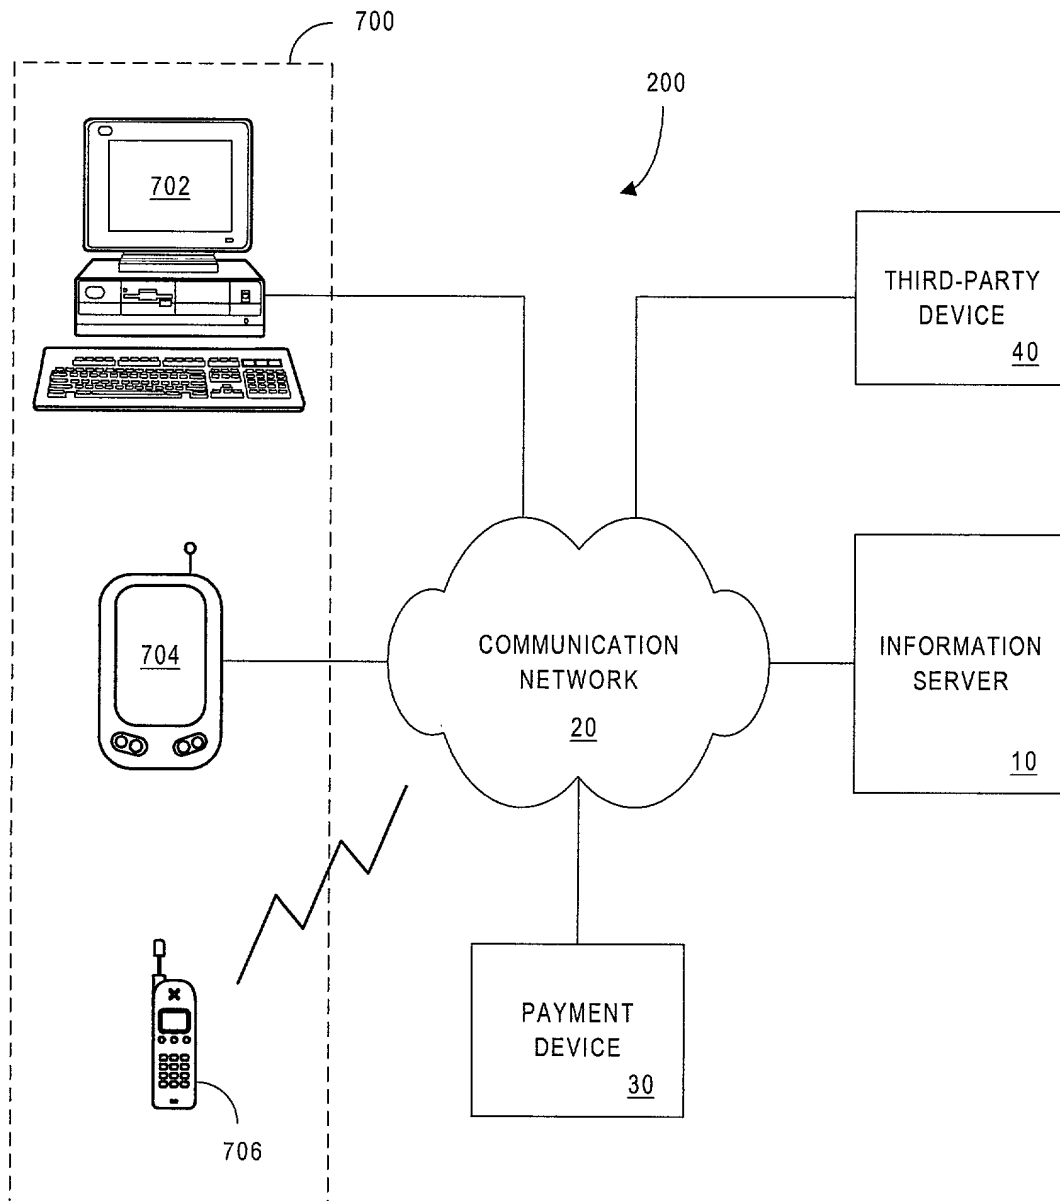 700
200
702
THIRD-PARTY
DEVICE
40
704
COMMUNICATION
NETWORK
20
INFORMATION
SERVER
10
PAYMENT
DEVICE
30
706